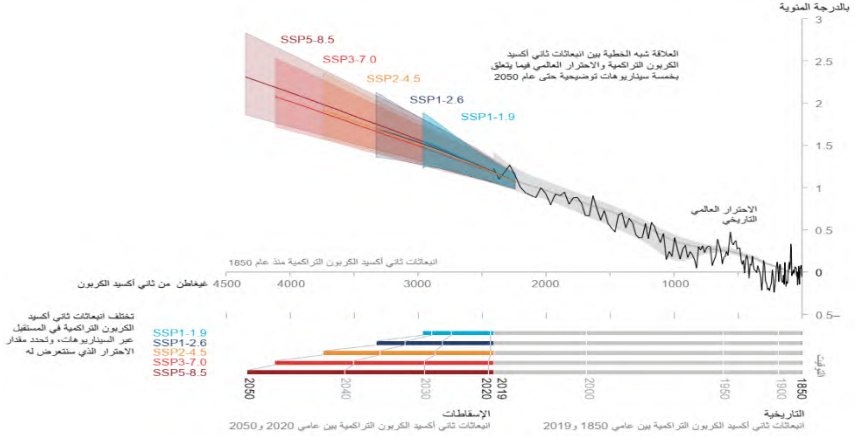 بالدرجة المئوية
3
2.5
2
1.5
1
0.5
0
0.5–
SSP5-8.5
SSP3-7.0
SSP2-4.5
SSP1-2.6
SSP1-1.9
العلاقة شبه الخطية بين انبعاثات ثاني أكسيد
الكربون التراكمية والاحترار العالمي فيما يتعلق
بخمسة سيناريوهات توضيحية حتى عام 2050
الاحترار العالمي
التاريخي
انبعاثات ثاني أكسيد الكربون التراكمية منذ عام 1850
غيغاطن من ثاني أكسيد الكربون
4500 4000 3000 2000 1000 0
تختلف انبعاثات ثاني أكسيد
الكربون التراكمية في المستقبل
عبر السيناريوهات، وتحدد مقدار
الاحترار الذي سنتعرض له
SSP1-1.9
SSP1-2.6
SSP2-4.5
SSP3-7.0
SSP5-8.5
التوقيت
2050 2040 2030 2020 2019 2000 1950 1900 1850
التاريخية
انبعاثات ثاني أكسيد الكربون التراكمية بين عامي 1850 و2019
الإسقاطات
انبعاثات ثاني أكسيد الكربون التراكمية بين عامي 2020 و2050